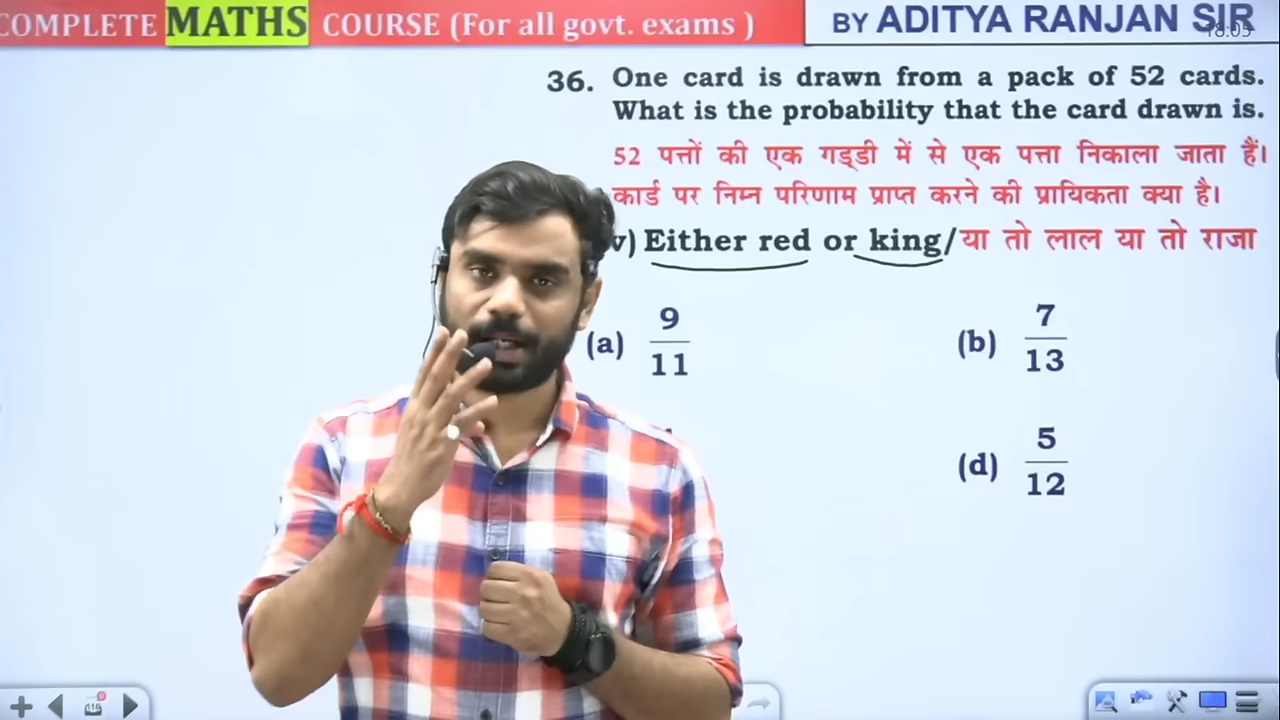 COMPLETE MATHS COURSE (For all govt. exams )
BY ADITYA RANJAN SIR
18:05
36. One card is drawn from a pack of 52 cards.
What is the probability that the card drawn is.
52 पत्तों की एक गड्डी में से एक पत्ता निकाला जाता हैं।
कार्ड पर निम्न परिणाम प्राप्त करने की प्रायिकता क्या है।
v) Either red or king/या तो लाल या तो राजा
(a) 9/11
(b) 7/13
(d) 5/12